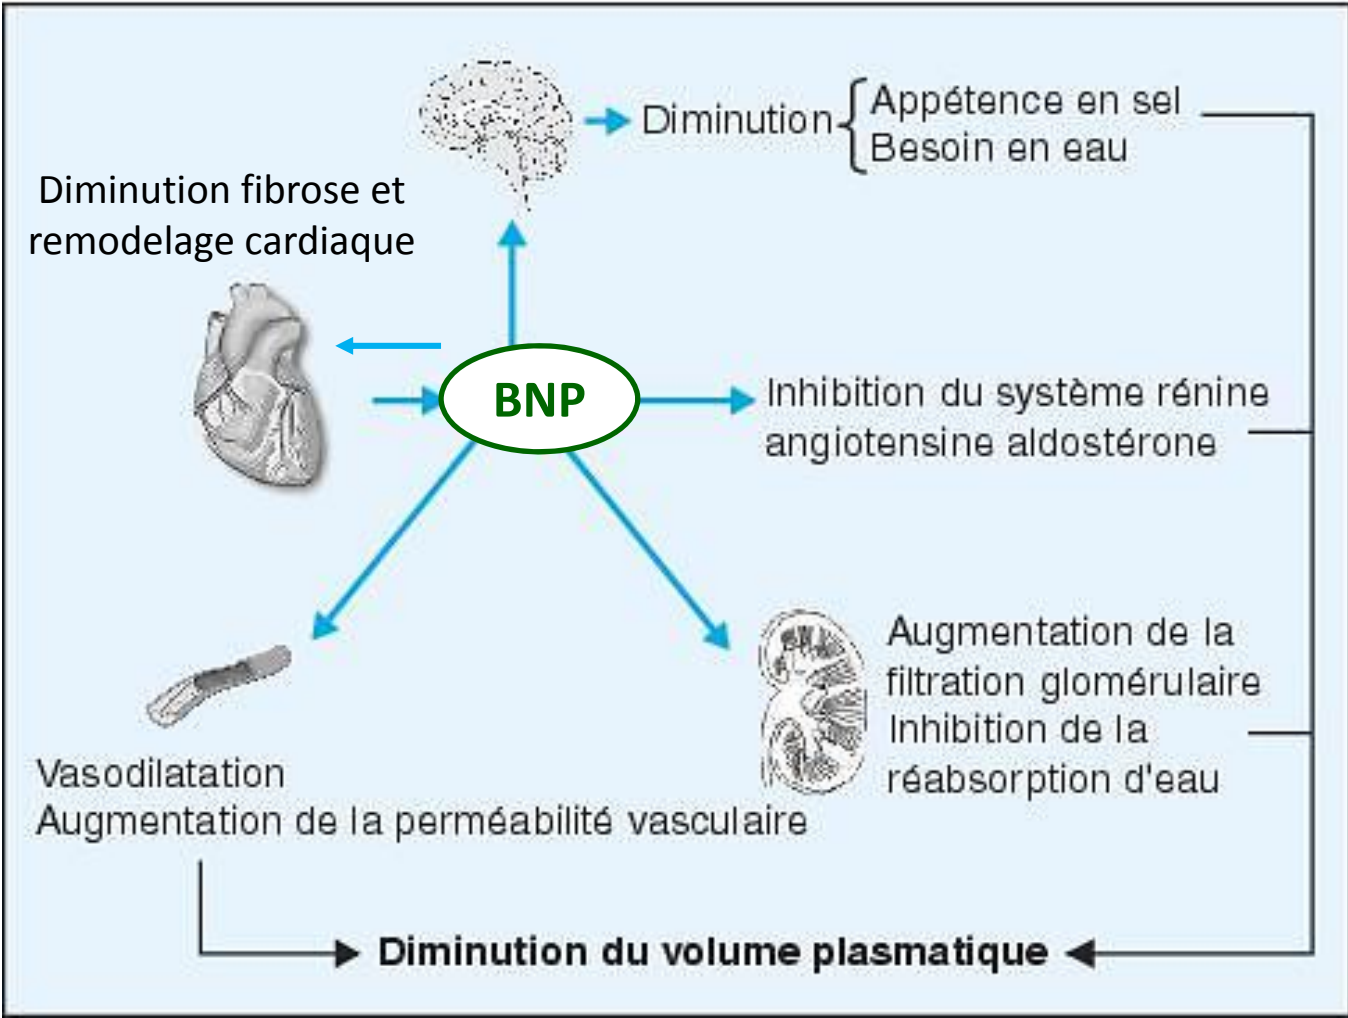 Diminution
Appétence en sel
Besoin en eau
Diminution fibrose et
remodelage cardiaque
BNP
Inhibition du système rénine
angiotensine aldostérone
Augmentation de la
filtration glomérulaire
Inhibition de la
réabsorption d'eau
Vasodilatation
Augmentation de la perméabilité vasculaire
Diminution du volume plasmatique